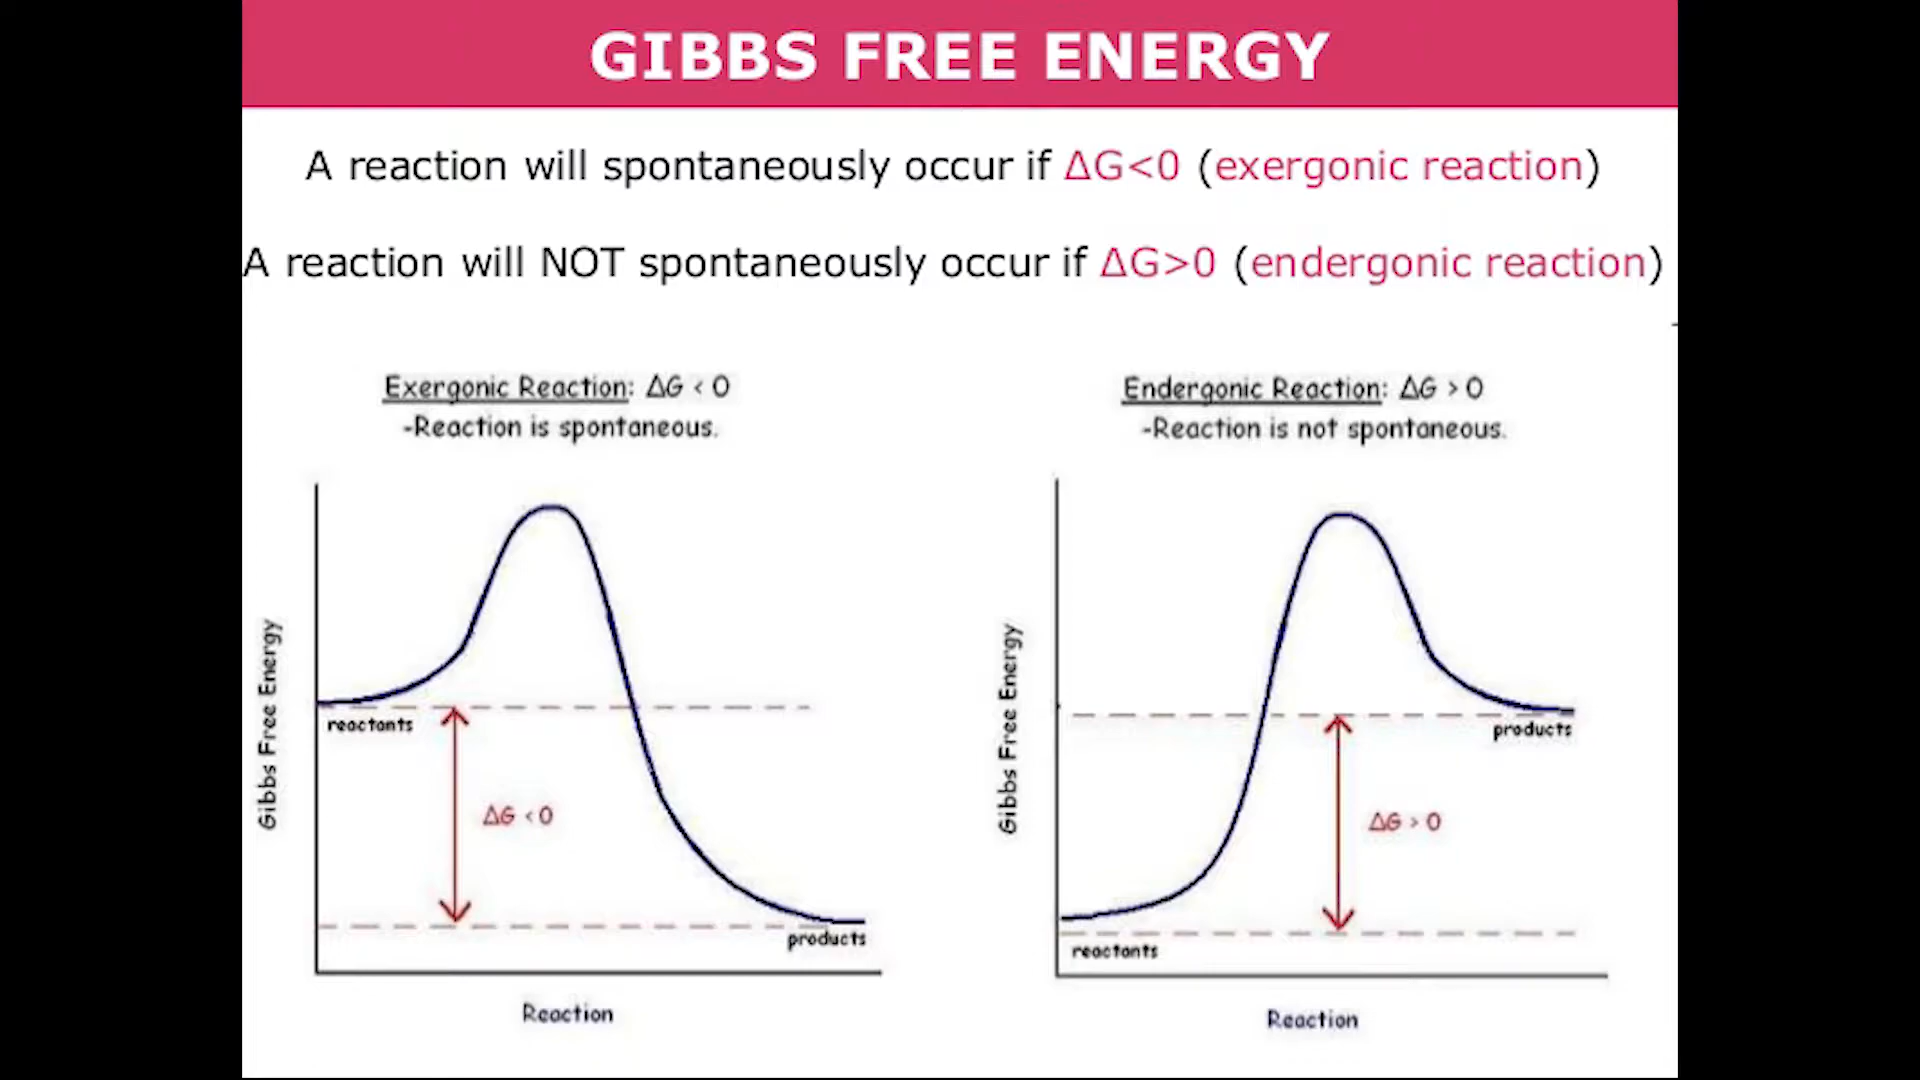 GIBBS FREE ENERGY
A reaction will spontaneously occur if ΔG<0 (exergonic reaction)
A reaction will NOT spontaneously occur if ΔG>0 (endergonic reaction)
Exergonic Reaction: ΔG < 0
-Reaction is spontaneous.
Gibbs Free Energy
reactants
ΔG < 0
products
Reaction
Endergonic Reaction: ΔG > 0
-Reaction is not spontaneous.
Gibbs Free Energy
products
ΔG > 0
reactants
Reaction